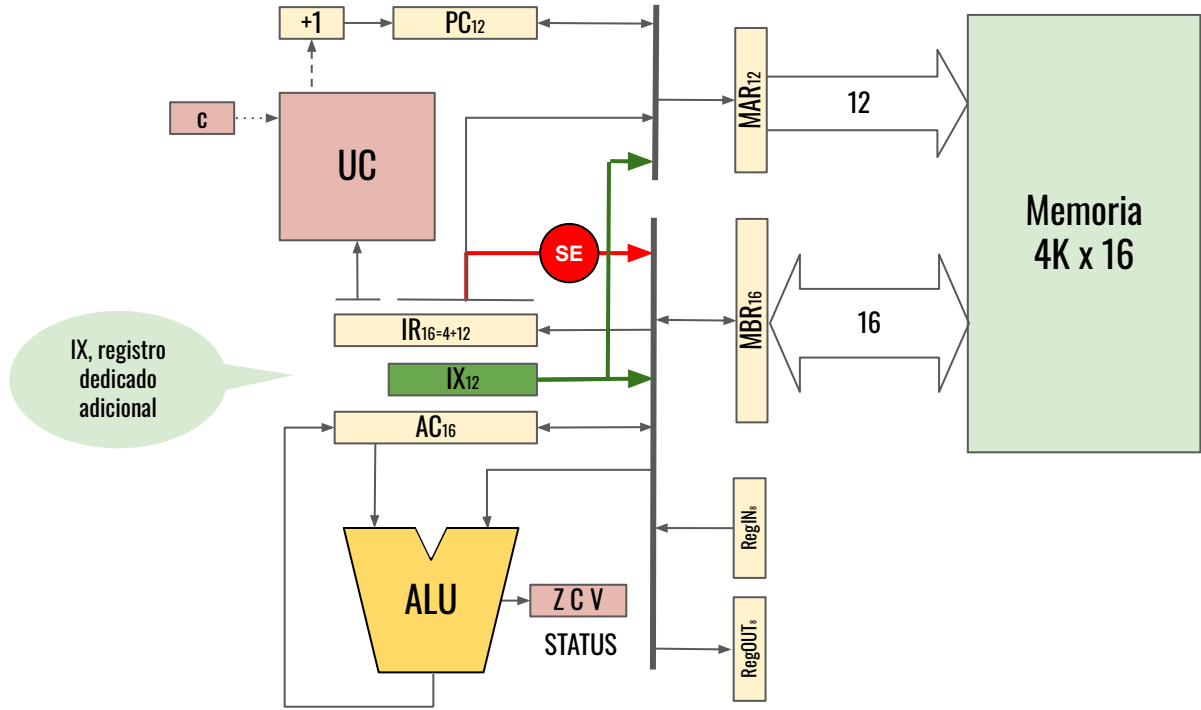 +1
PC12
c
UC
MAR12
12
Memoria
4K x 16
SE
MBR16
16
IR16=4+12
IX, registro
dedicado
adicional
IX12
AC16
RegIN8
ALU
Z C V
STATUS
RegOUT8